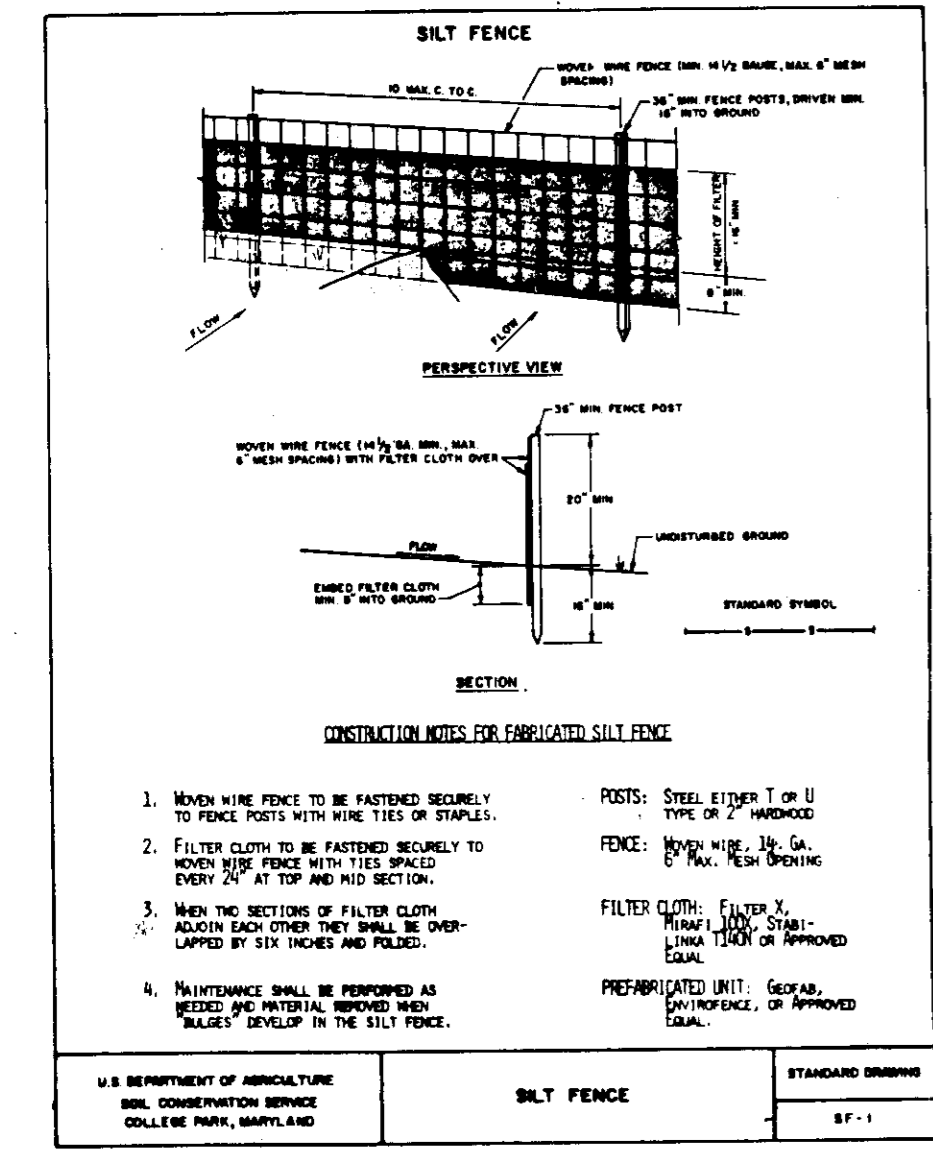 SILT FENCE
WOVEN WIRE FENCE (MIN. 14 1/2 GAUGE, MAX. 6" MESH
SPACING)
10 MAX. C. TO C.
36" MIN. FENCE POSTS, DRIVEN MIN.
16" INTO GROUND
HEIGHT OF FILTER
16" MIN
8" MIN.
FLOW
FLOW
PERSPECTIVE VIEW
36" MIN. FENCE POST
WOVEN WIRE FENCE (14 1/2 GA. MIN., MAX.
6" MESH SPACING) WITH FILTER CLOTH OVER
20" MIN
UNDISTURBED GROUND
FLOW
EMBED FILTER CLOTH
MIN. 8" INTO GROUND
16" MIN
STANDARD SYMBOL
S S
SECTION
CONSTRUCTION NOTES FOR FABRICATED SILT FENCE
1. WOVEN WIRE FENCE TO BE FASTENED SECURELY
TO FENCE POSTS WITH WIRE TIES OR STAPLES.
2. FILTER CLOTH TO BE FASTENED SECURELY TO
WOVEN WIRE FENCE WITH TIES SPACED
EVERY 24" AT TOP AND MID SECTION.
3. WHEN TWO SECTIONS OF FILTER CLOTH
ADJOIN EACH OTHER THEY SHALL BE OVER-
LAPPED BY SIX INCHES AND FOLDED.
4. MAINTENANCE SHALL BE PERFORMED AS
NEEDED AND MATERIAL REMOVED WHEN
"BULGES" DEVELOP IN THE SILT FENCE.
POSTS: STEEL EITHER T OR U
TYPE OR 2" HARDWOOD
FENCE: WOVEN WIRE, 14. GA.
6" MAX. MESH OPENING
FILTER CLOTH: FILTER X,
MIRAFI 100X, STABI-
LINKA T140N OR APPROVED
EQUAL
PREFABRICATED UNIT: GEOFAB,
ENVIROFENCE, OR APPROVED
EQUAL.
U.S. DEPARTMENT OF AGRICULTURE
SOIL CONSERVATION SERVICE
COLLEGE PARK, MARYLAND
SILT FENCE
STANDARD DRAWING
SF-1